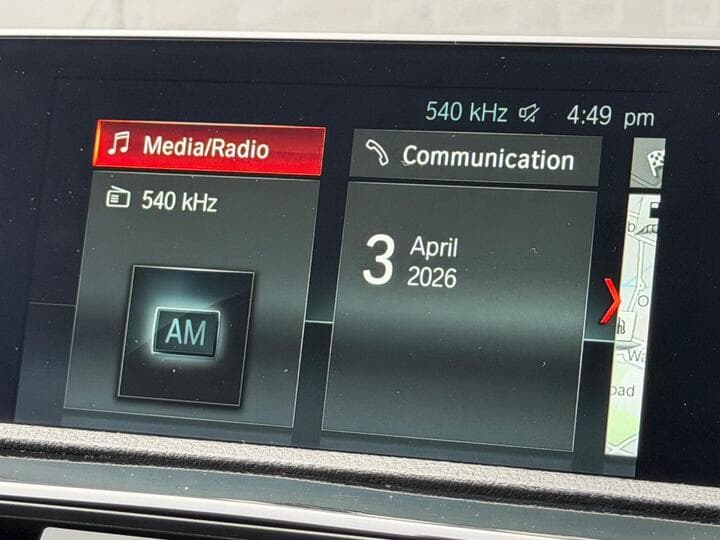 540 kHz 4:49 pm
Media/Radio
540 kHz
AM
Communication
3 April
2026